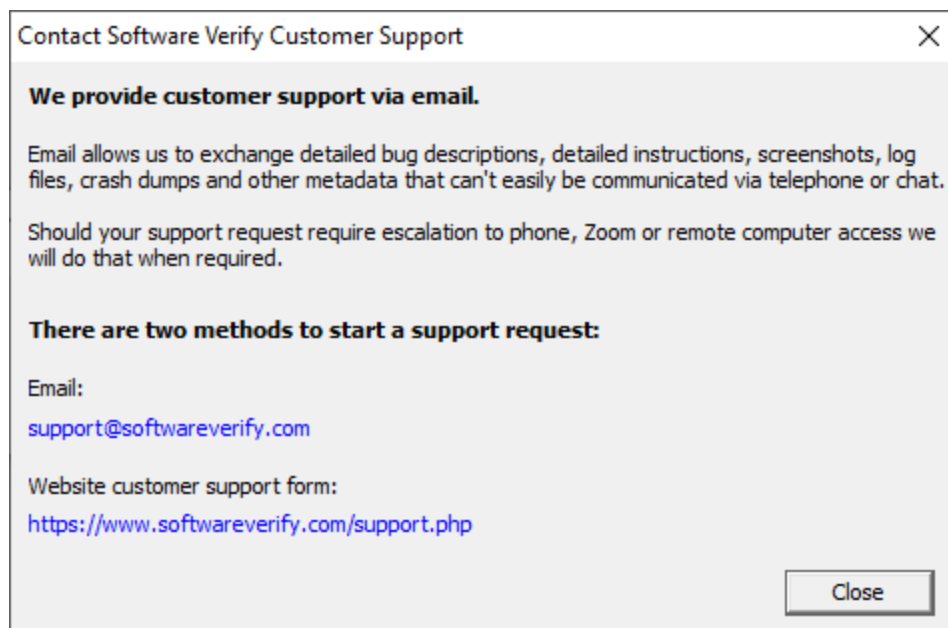 Contact Software Verify Customer Support
We provide customer support via email.
Email allows us to exchange detailed bug descriptions, detailed instructions, screenshots, log
files, crash dumps and other metadata that can't easily be communicated via telephone or chat.
Should your support request require escalation to phone, Zoom or remote computer access we
will do that when required.
There are two methods to start a support request:
Email:
support@softwareverify.com
Website customer support form:
https://www.softwareverify.com/support.php
Close